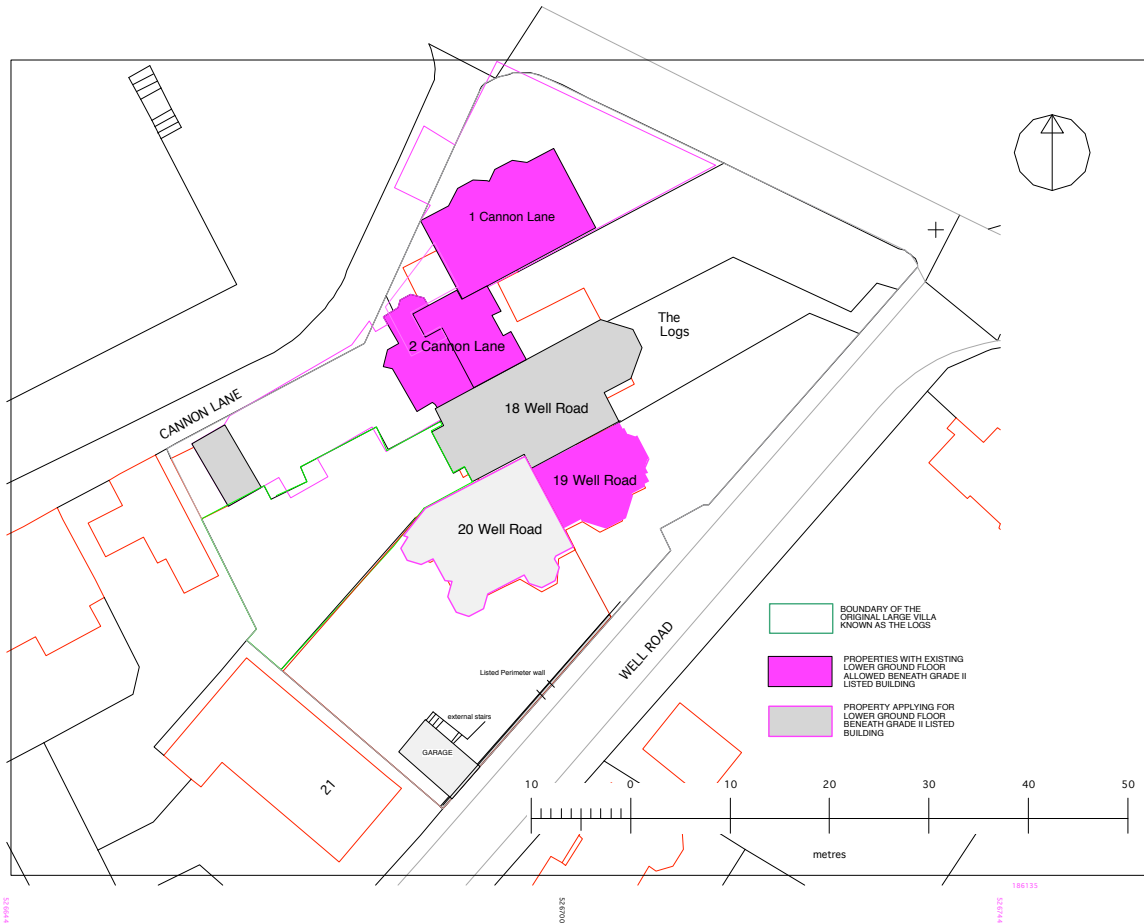 1 Cannon Lane
The
Logs
2 Cannon Lane
CANNON LANE
18 Well Road
19 Well Road
20 Well Road
BOUNDARY OF THE
ORIGINAL LARGE VILLA
KNOWN AS THE LOGS
WELL ROAD
PROPERTIES WITH EXISTING
LOWER GROUND FLOOR
ALLOWED BENEATH GRADE II
LISTED BUILDING
Listed Perimeter wall
PROPERTY APPLYING FOR
LOWER GROUND FLOOR
BENEATH GRADE II LISTED
BUILDING
external stairs
GARAGE
21
10 0 10 20 30 40 50
metres
186135
526644
526700
526744